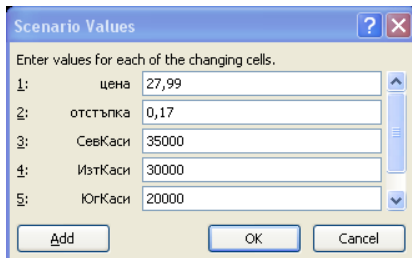 Scenario Values
Enter values for each of the changing cells.
1: цена 27,99
2: отстъпка 0,17
3: СевКаси 35000
4: ИзтКаси 30000
5: ЮгКаси 20000
Add OK Cancel